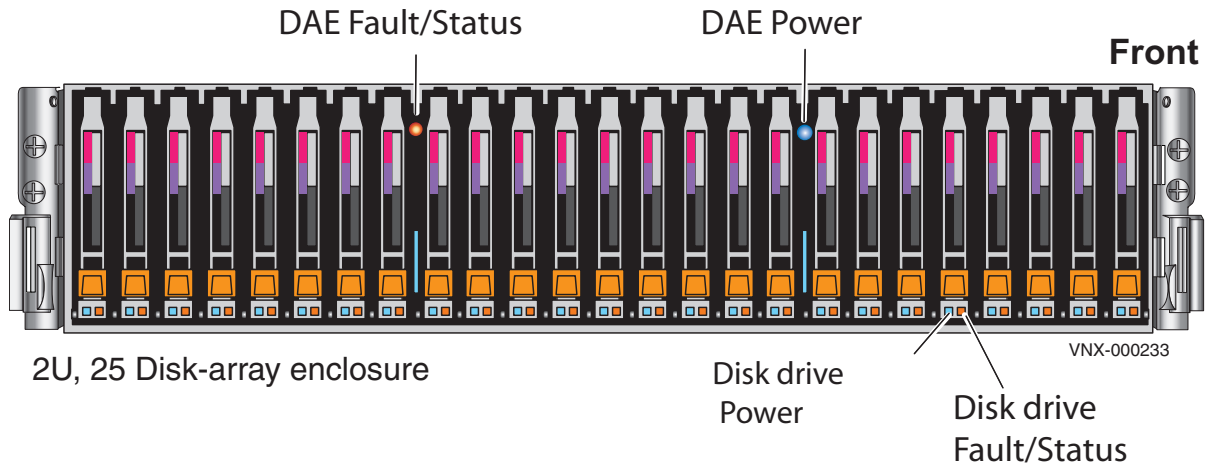 DAE Fault/Status
DAE Power
Front
2U, 25 Disk-array enclosure
VNX-000233
Disk drive
Power
Disk drive
Fault/Status